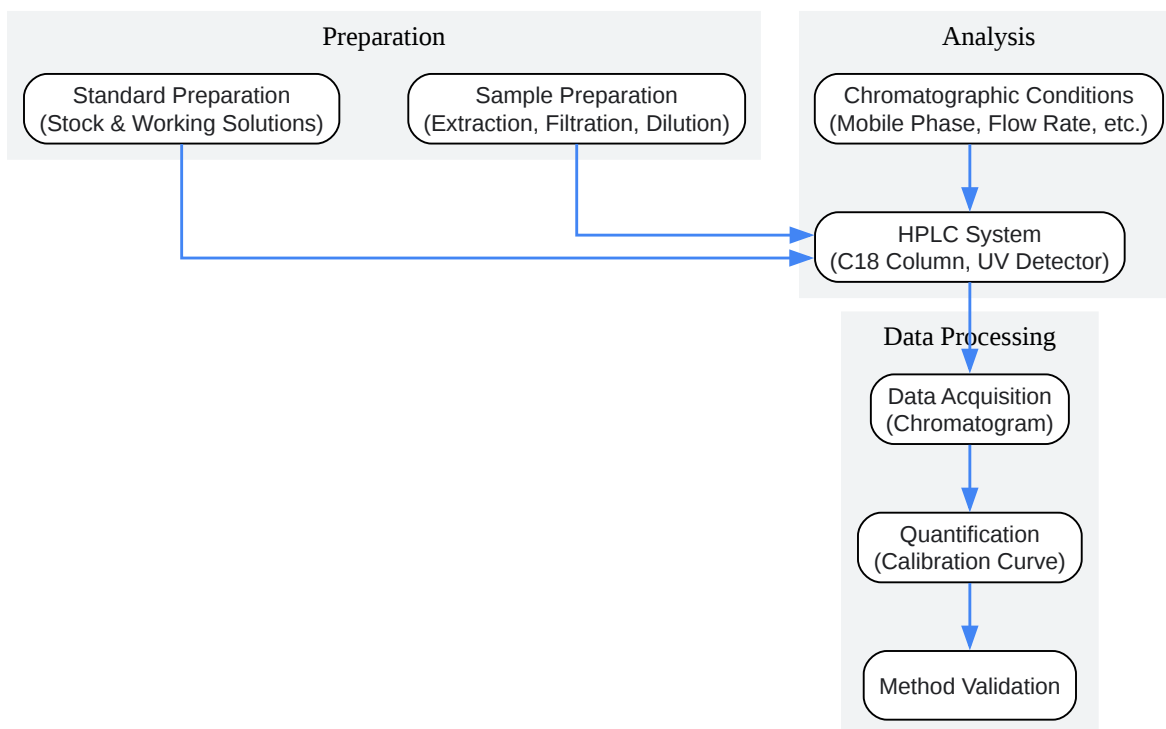 Preparation
Standard Preparation
(Stock & Working Solutions)
Sample Preparation
(Extraction, Filtration, Dilution)
Analysis
Chromatographic Conditions
(Mobile Phase, Flow Rate, etc.)
HPLC System
(C18 Column, UV Detector)
Data Processing
Data Acquisition
(Chromatogram)
Quantification
(Calibration Curve)
Method Validation